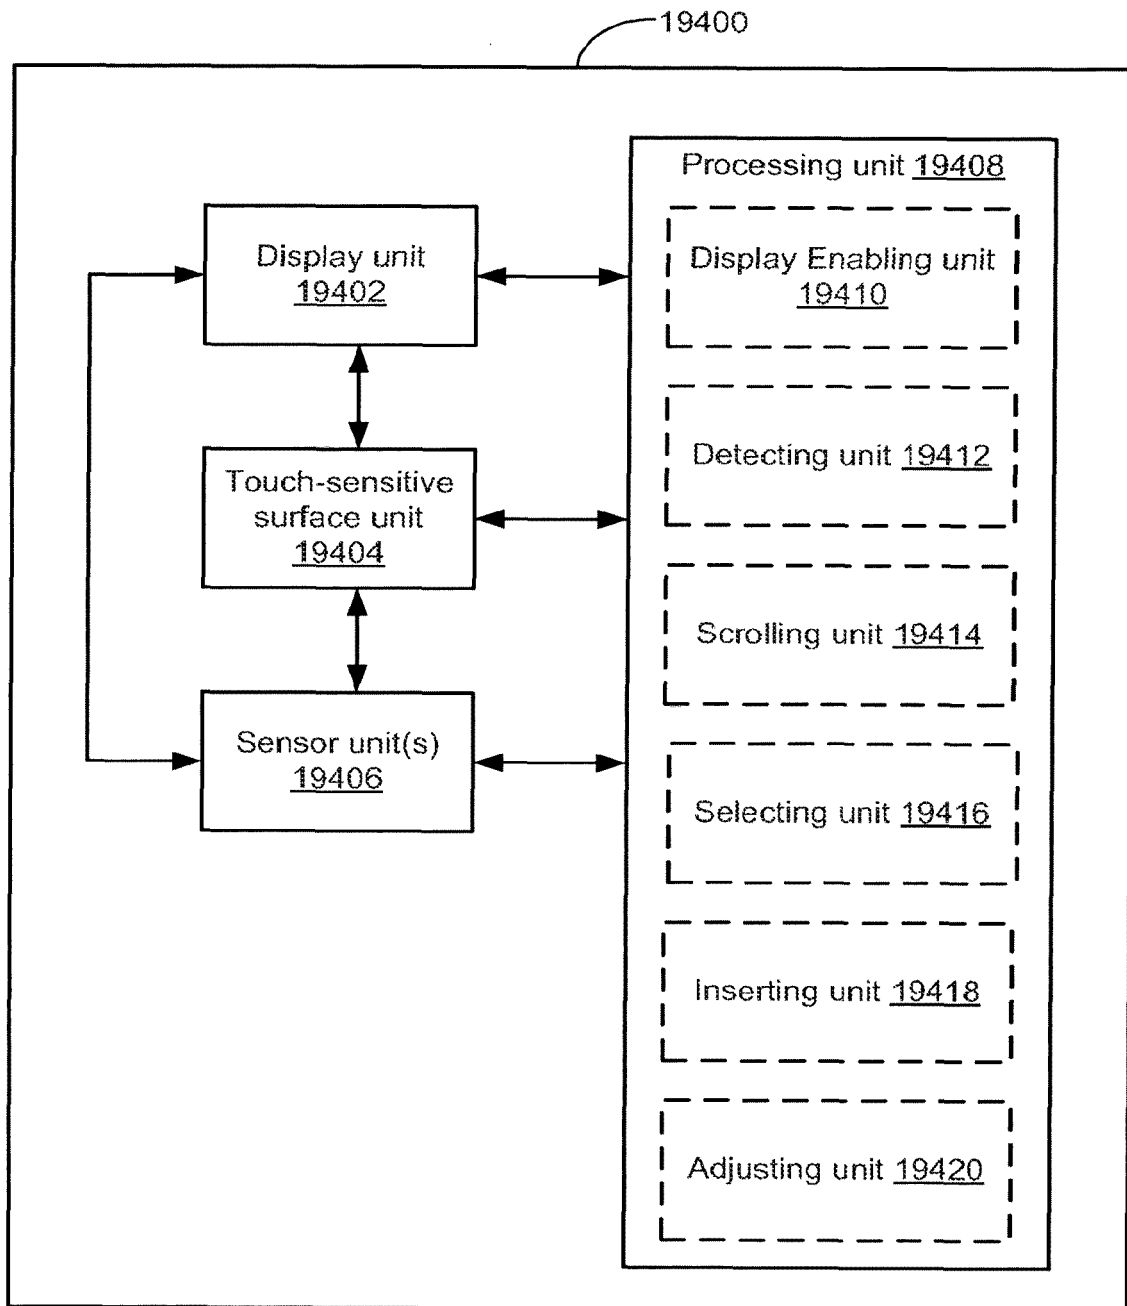 19400
Processing unit 19408
Display unit
19402
Display Enabling unit
19410
Detecting unit 19412
Touch-sensitive
surface unit
19404
Scrolling unit 19414
Sensor unit(s)
19406
Selecting unit 19416
Inserting unit 19418
Adjusting unit 19420